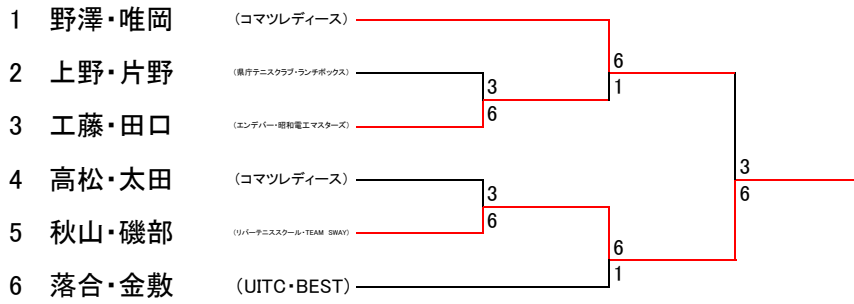 1 野澤・唯岡 (コマツレディース)
6
2 上野・片野 (県庁テニスクラブ・ランチボックス)
3
1
6
3 工藤・田口 (エンデバー・昭和電工マスターズ)
3
4 高松・太田 (コマツレディース)
3
6
6
5 秋山・磯部 (リバーテニススクール・TEAM SWAY)
6
1
6 落合・金敷 (UITC・BEST)